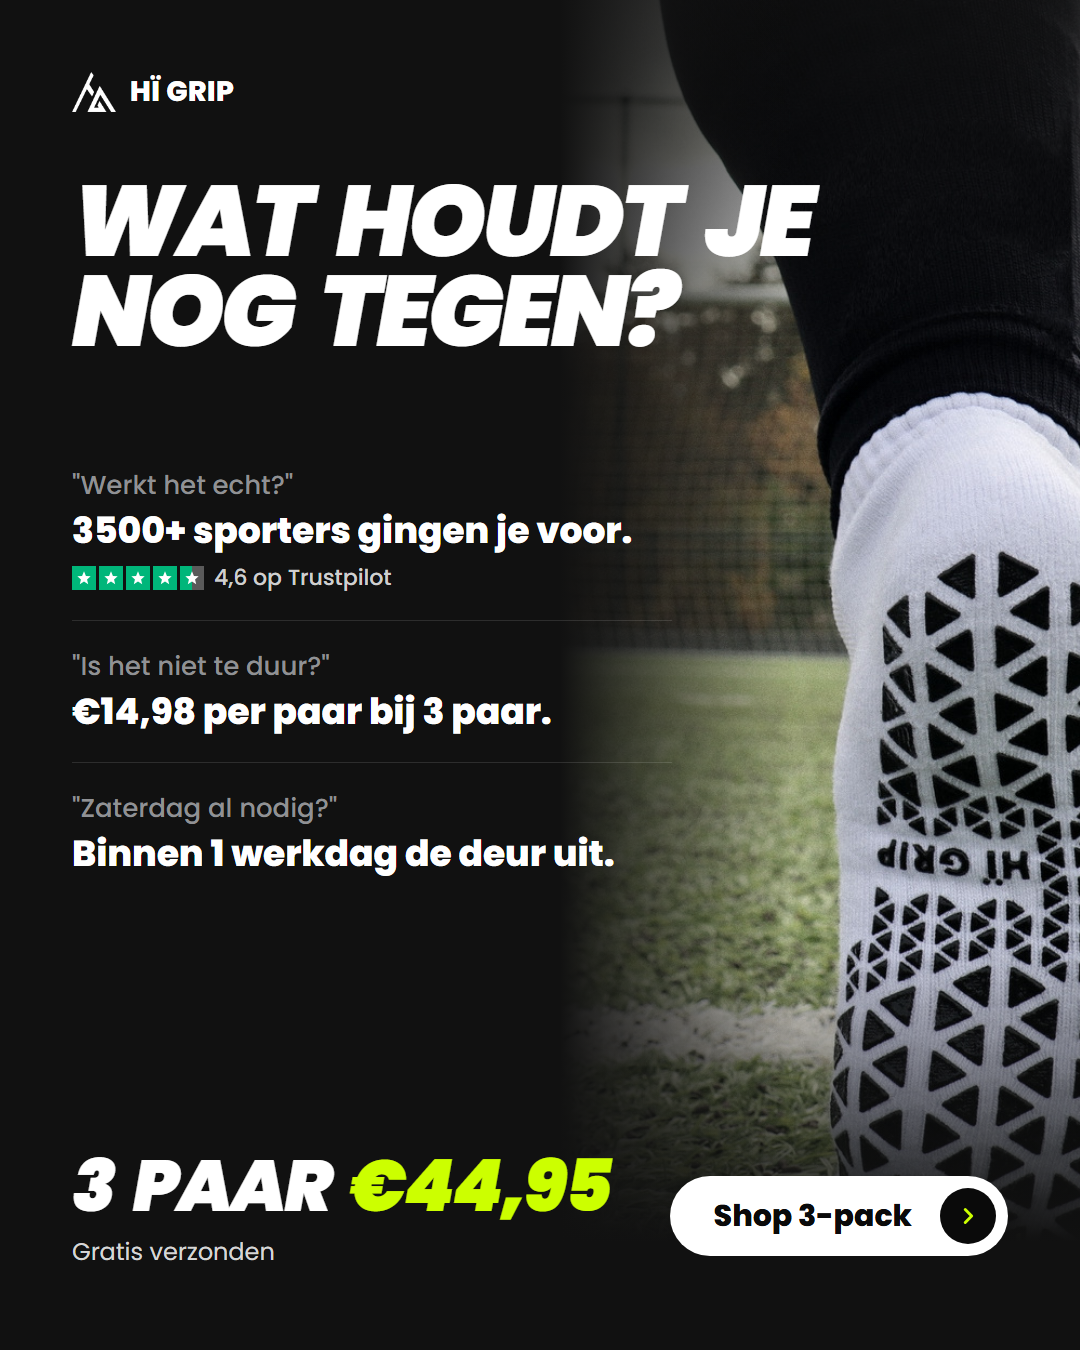 HÏ GRIP
WAT HOUDT JE
NOG TEGEN?
"Werkt het echt?"
3500+ sporters gingen je voor.
4,6 op Trustpilot
"Is het niet te duur?"
€14,98 per paar bij 3 paar.
"Zaterdag al nodig?"
Binnen 1 werkdag de deur uit.
HÏ GRIP
3 PAAR €44,95
Gratis verzonden
Shop 3-pack